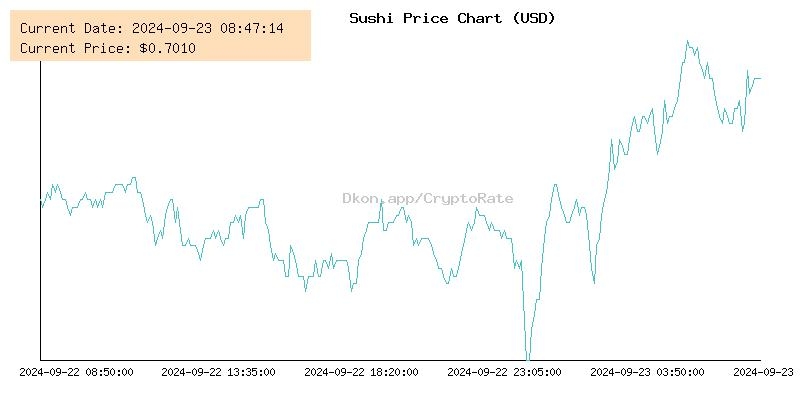 Sushi Price Chart (USD)
Current Date: 2024-09-23 08:47:14
Current Price: $0.7010
Dkon.app/CryptoRate
2024-09-22 08:50:00 2024-09-22 13:35:00 2024-09-22 18:20:00 2024-09-22 23:05:00 2024-09-23 03:50:00 2024-09-23